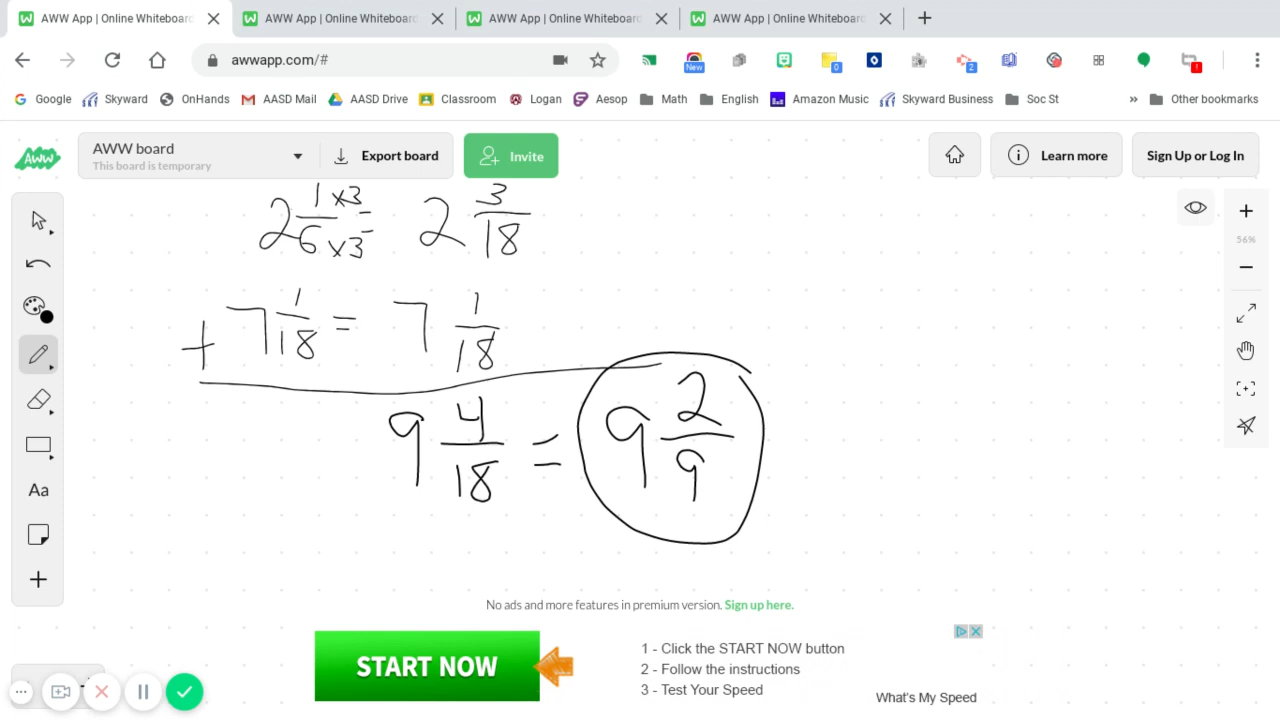 AWW App | Online Whiteboard AWW App | Online Whiteboard AWW App | Online Whiteboard AWW App | Online Whiteboard
awwapp.com/# New 0 2 !
Google Skyward OnHands AASD Mail AASD Drive Classroom Logan Aesop Math English Amazon Music Skyward Business Soc St » Other bookmarks
AWW AWW board Export board Invite Learn more Sign Up or Log In
This board is temporary
2 1/6 ×3/×3 = 2 3/18
56%
+ 7 1/18 = 7 1/18
9 4/18 = 9 2/9
Aa
No ads and more features in premium version. Sign up here.
START NOW
1 - Click the START NOW button
2 - Follow the instructions
3 - Test Your Speed
What's My Speed